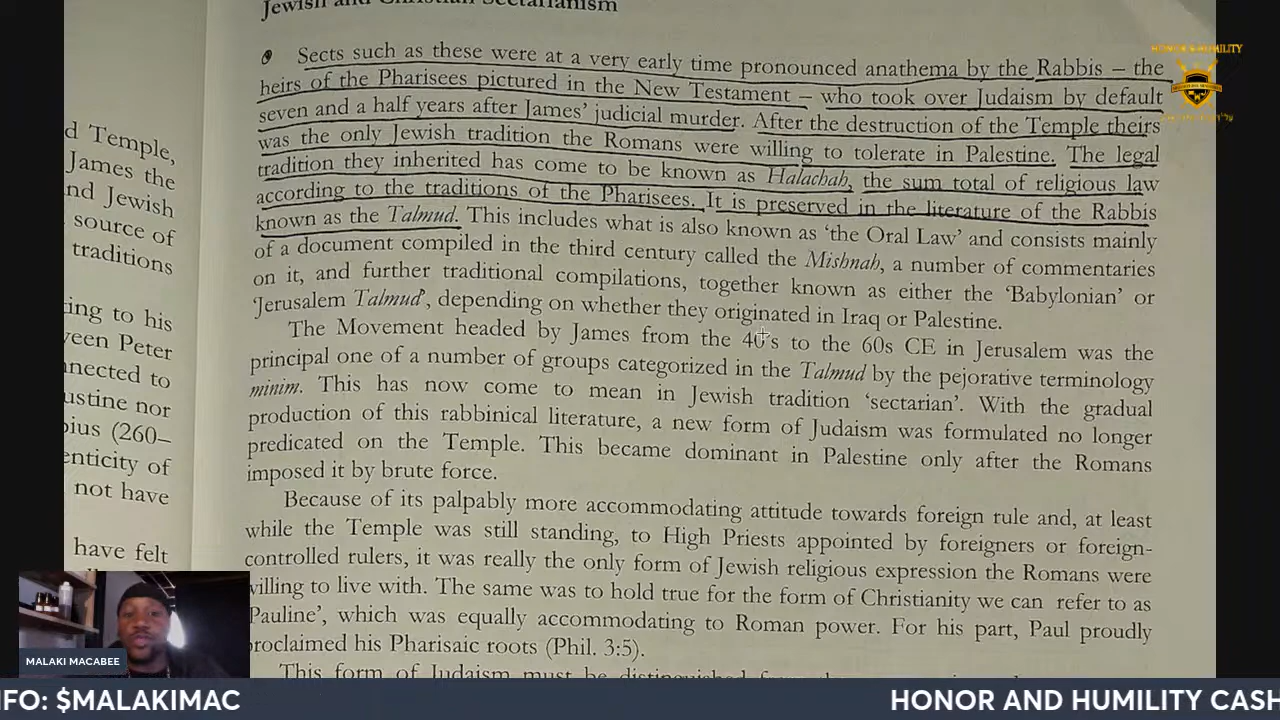 Jewish and Christian Sectarianism
Sects such as these were at a very early time pronounced anathema by the Rabbis – the
heirs of the Pharisees pictured in the New Testament – who took over Judaism by default
seven and a half years after James' judicial murder. After the destruction of the Temple theirs
was the only Jewish tradition the Romans were willing to tolerate in Palestine. The legal
tradition they inherited has come to be known as Halachah, the sum total of religious law
according to the traditions of the Pharisees. It is preserved in the literature of the Rabbis
known as the Talmud. This includes what is also known as 'the Oral Law' and consists mainly
of a document compiled in the third century called the Mishnah, a number of commentaries
on it, and further traditional compilations, together known as either the 'Babylonian' or
'Jerusalem Talmud', depending on whether they originated in Iraq or Palestine.
The Movement headed by James from the 40's to the 60s CE in Jerusalem was the
principal one of a number of groups categorized in the Talmud by the pejorative terminology
minim. This has now come to mean in Jewish tradition 'sectarian'. With the gradual
production of this rabbinical literature, a new form of Judaism was formulated no longer
predicated on the Temple. This became dominant in Palestine only after the Romans
imposed it by brute force.
Because of its palpably more accommodating attitude towards foreign rule and, at least
while the Temple was still standing, to High Priests appointed by foreigners or foreign-
controlled rulers, it was really the only form of Jewish religious expression the Romans were
willing to live with. The same was to hold true for the form of Christianity we can refer to as
Pauline', which was equally accommodating to Roman power. For his part, Paul proudly
proclaimed his Pharisaic roots (Phil. 3:5).
This form of Judaism must be distinguished
d Temple,
James the
nd Jewish
source of
traditions
ting to his
veen Peter
nnected to
ustine nor
bius (260–
enticity of
not have
have felt
HONOR & HUMILITY
MALAKI MACABEE
NFO: $MALAKIMAC
HONOR AND HUMILITY CASH